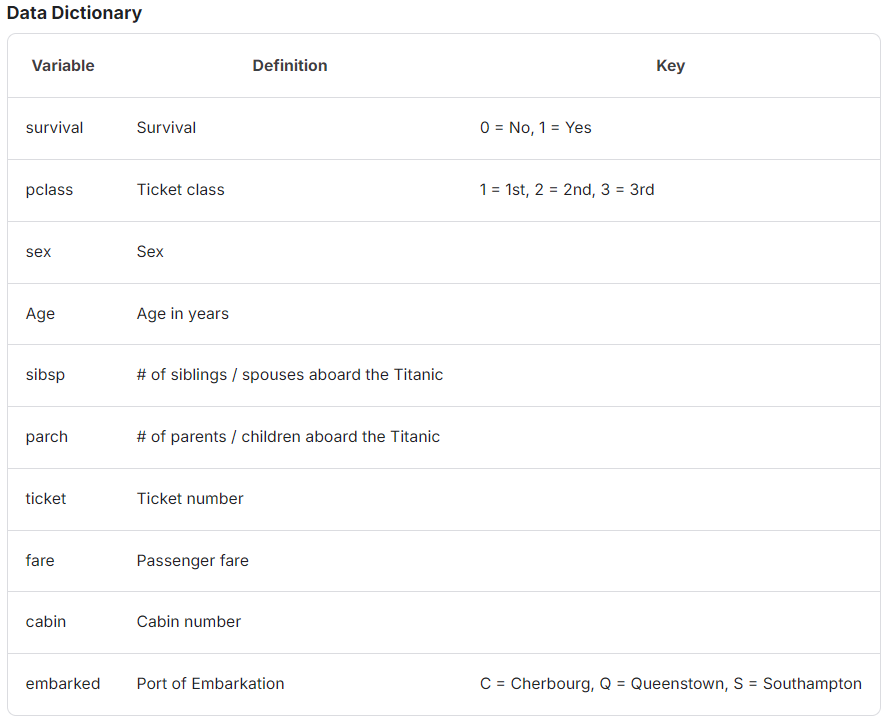 Data Dictionary
Variable Definition Key
survival Survival 0 = No, 1 = Yes
pclass Ticket class 1 = 1st, 2 = 2nd, 3 = 3rd
sex Sex
Age Age in years
sibsp # of siblings / spouses aboard the Titanic
parch # of parents / children aboard the Titanic
ticket Ticket number
fare Passenger fare
cabin Cabin number
embarked Port of Embarkation C = Cherbourg, Q = Queenstown, S = Southampton